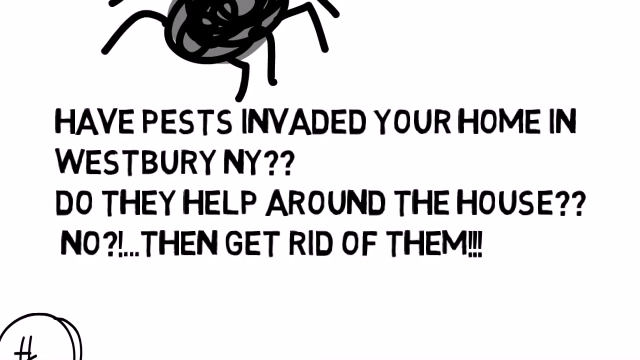 HAVE PESTS INVADED YOUR HOME IN
WESTBURY NY??
DO THEY HELP AROUND THE HOUSE??
NO?!...THEN GET RID OF THEM!!!